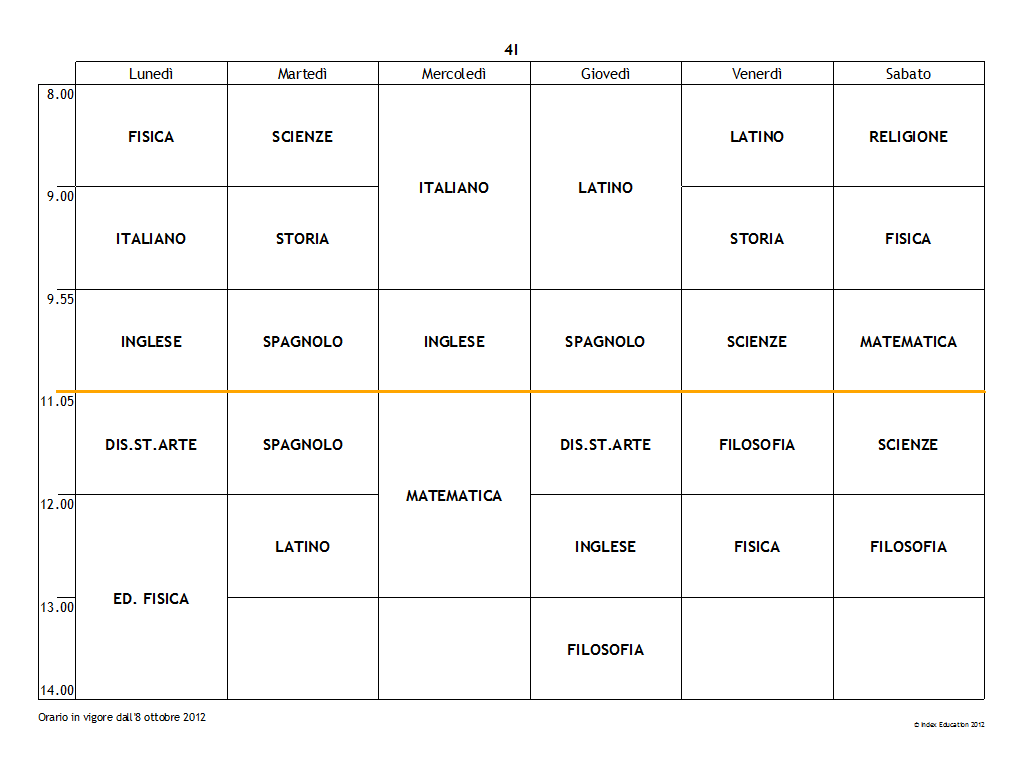 4I
Lunedì Martedì Mercoledì Giovedì Venerdì Sabato
8.00
FISICA SCIENZE LATINO RELIGIONE
ITALIANO LATINO
9.00
ITALIANO STORIA STORIA FISICA
9.55
INGLESE SPAGNOLO INGLESE SPAGNOLO SCIENZE MATEMATICA
11.05
DIS.ST.ARTE SPAGNOLO DIS.ST.ARTE FILOSOFIA SCIENZE
MATEMATICA
12.00
LATINO INGLESE FISICA FILOSOFIA
ED. FISICA
13.00
FILOSOFIA
14.00
Orario in vigore dall'8 ottobre 2012
© Index Education 2012